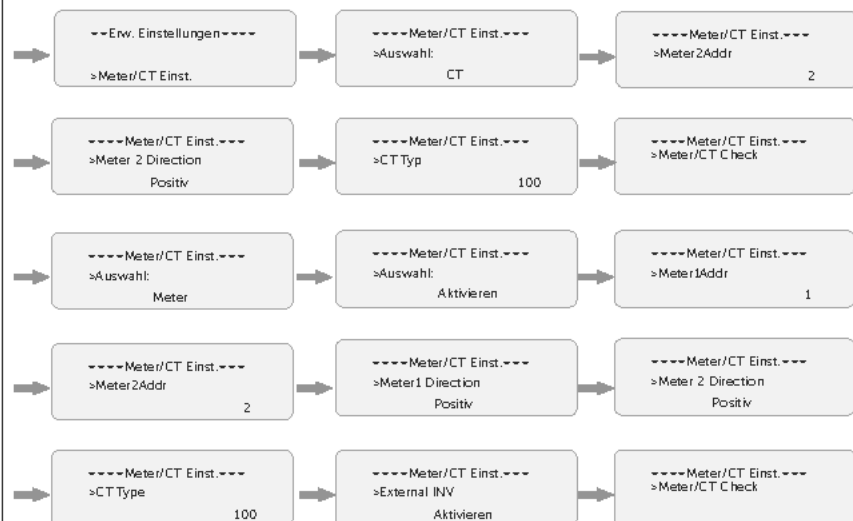 ---Erw. Einstellungen----
>Meter/CT Einst.
----Meter/CT Einst.---
>Auswahl:
CT
----Meter/CT Einst.---
>Meter2Addr
2
----Meter/CT Einst.---
>Meter 2 Direction
Positiv
----Meter/CT Einst.---
>CT Typ
100
----Meter/CT Einst.---
>Meter/CT Check
----Meter/CT Einst.---
>Auswahl:
Meter
----Meter/CT Einst.---
>Auswahl:
Aktivieren
----Meter/CT Einst.---
>Meter1Addr
1
----Meter/CT Einst.---
>Meter2Addr
2
----Meter/CT Einst.---
>Meter1 Direction
Positiv
----Meter/CT Einst.---
>Meter 2 Direction
Positiv
----Meter/CT Einst.---
>CT Type
100
----Meter/CT Einst.---
>External INV
Aktivieren
----Meter/CT Einst.---
>Meter/CT Check